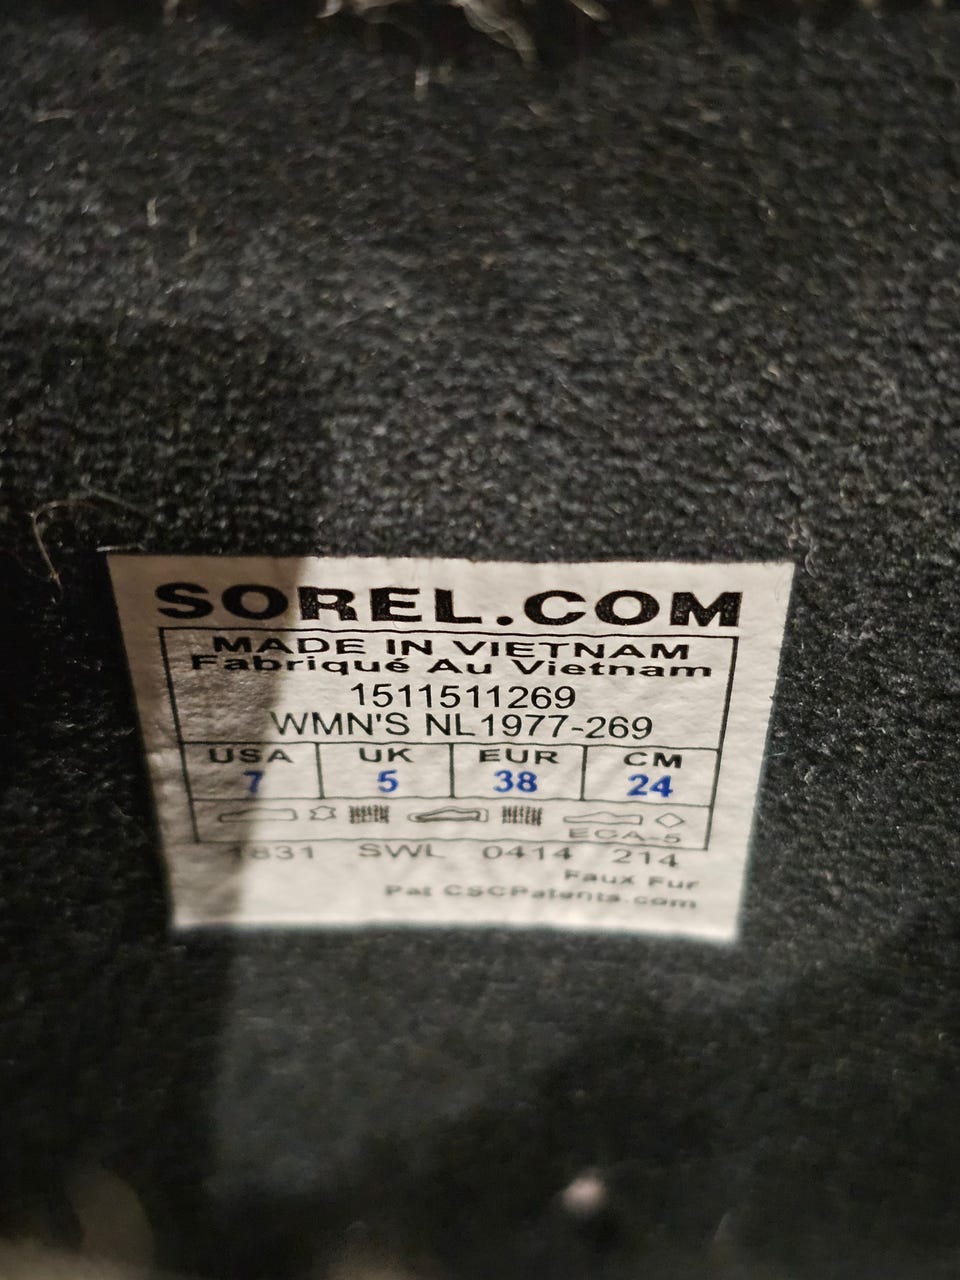 SOREL.COM
MADE IN VIETNAM
Fabriqué Au Vietnam
1511511269
WMN'S NL1977-269
USA UK EUR CM
7 5 38 24
ECA-5
1831 SWL 0414 214
Faux Fur
Pat CSCPatents.com